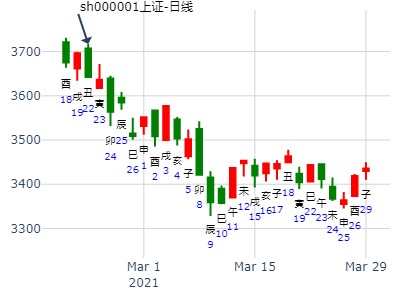 sh000001上证-日线
3700
3600
3500
3400
3300
酉
18
戌
19
丑
22
寅
23
卯
24
辰
25
巳
26
申
1
酉
2
戌
3
亥
4
子
5
卯
8
辰
9
巳
10
午
11
未
12
戌
15
亥
16
子
17
丑
18
寅
19
巳
22
午
23
未
24
申
25
酉
26
子
29
Mar 1 Mar 15 Mar 29
2021